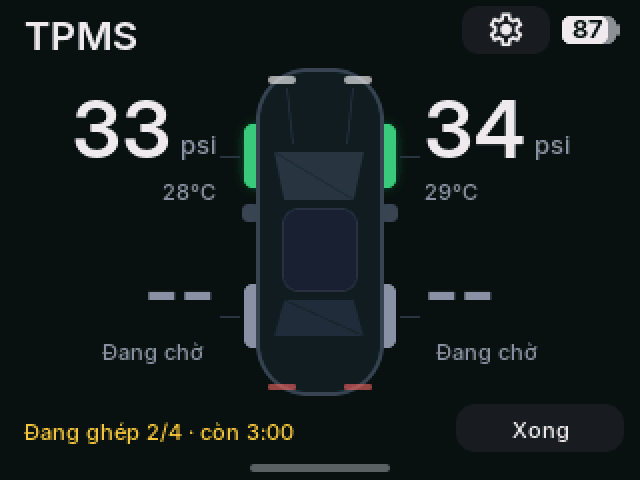 TPMS
87
33 psi
34 psi
28°C
29°C
-- --
Đang chờ
Đang chờ
Đang ghép 2/4 · còn 3:00
Xong